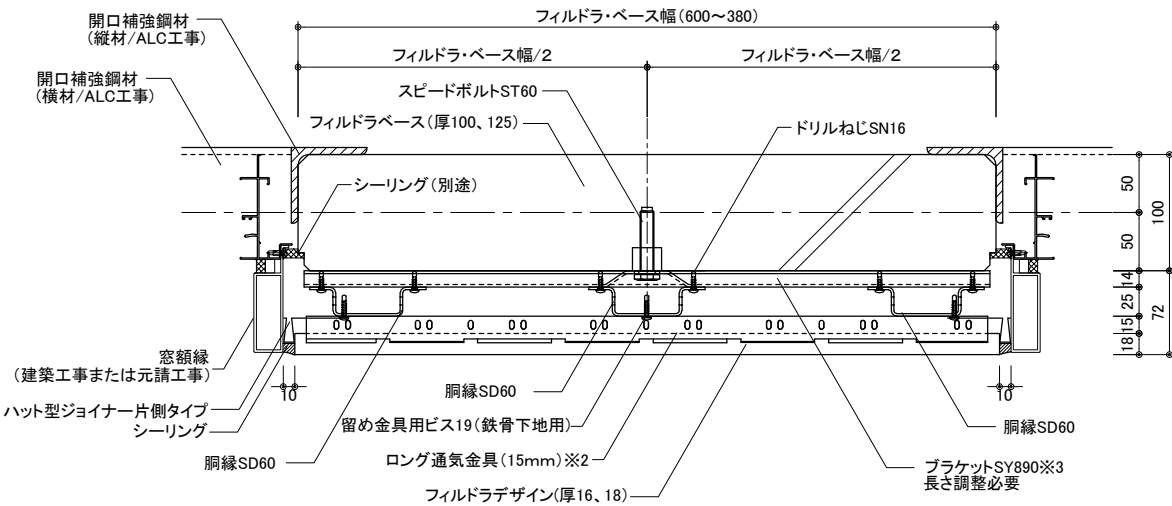 開口補強鋼材
(縦材/ALC工事)
フィルドラ・ベース幅(600～380)
フィルドラ・ベース幅/2
フィルドラ・ベース幅/2
開口補強鋼材
(横材/ALC工事)
スピードボルトST60
フィルドラベース(厚100、125)
ドリルねじSN16
シーリング(別途)
50
50
100
14
25
15
18
72
窓額縁
(建築工事または元請工事)
10
10
ハット型ジョイナー片側タイプ
シーリング
胴縁SD60
胴縁SD60
留め金具用ビス19(鉄骨下地用)
胴縁SD60
ロング通気金具(15mm)※2
ブラケットSY890※3
長さ調整必要
フィルドラデザイン(厚16、18)